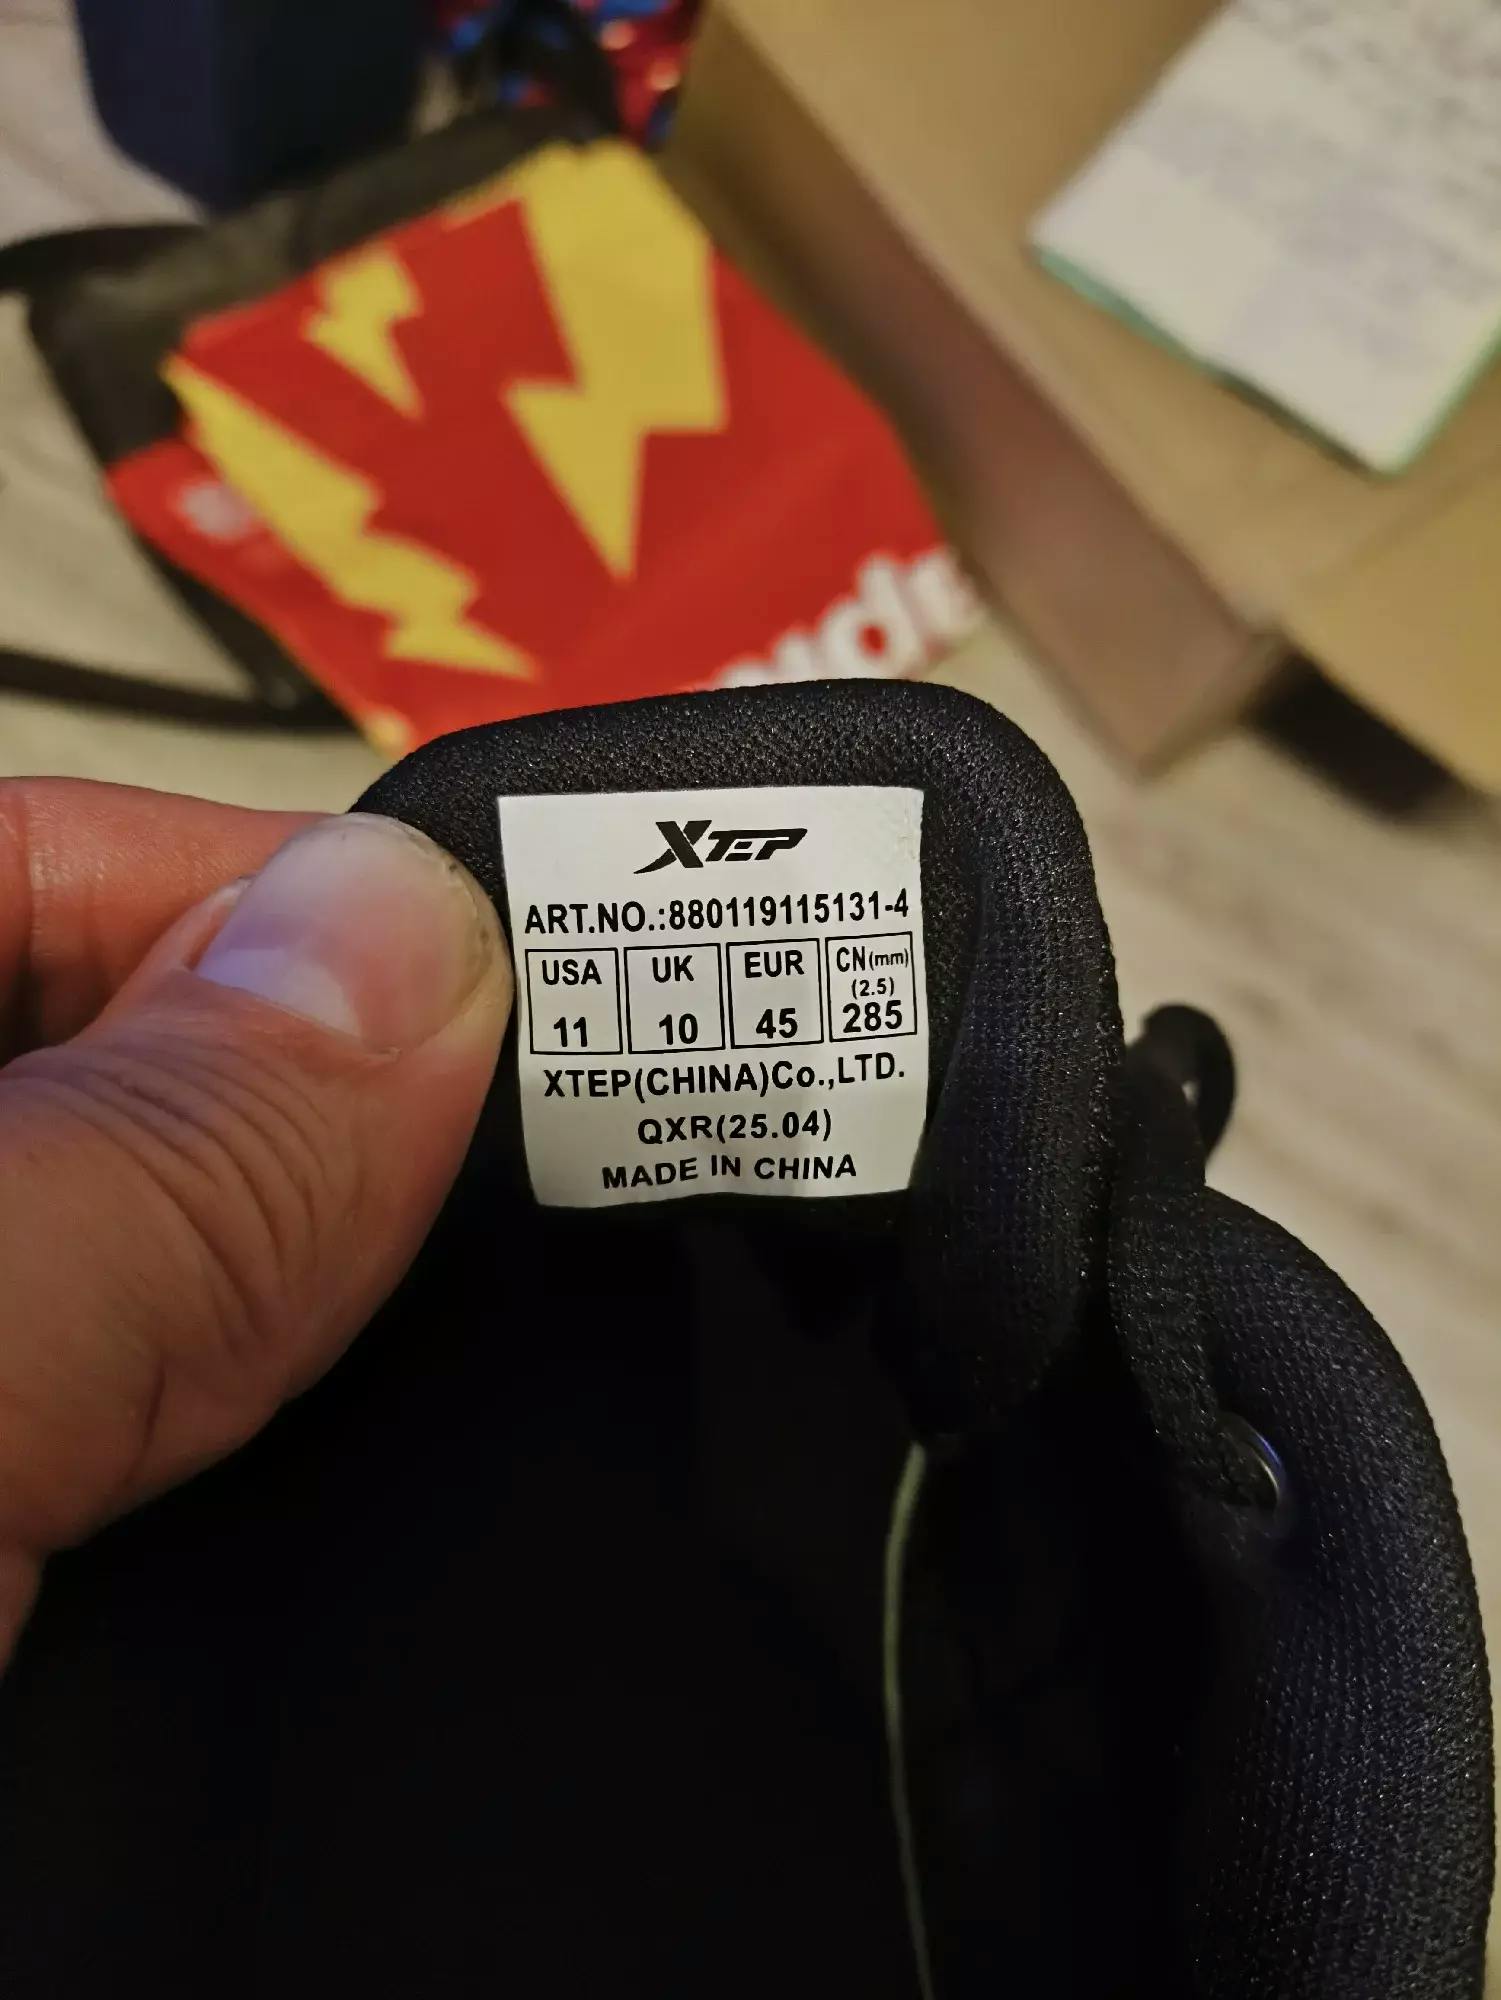 XTEP
ART.NO.:880119115131-4
USA UK EUR CN(mm)
(2.5)
11 10 45 285
XTEP(CHINA)Co.,LTD.
QXR(25.04)
MADE IN CHINA